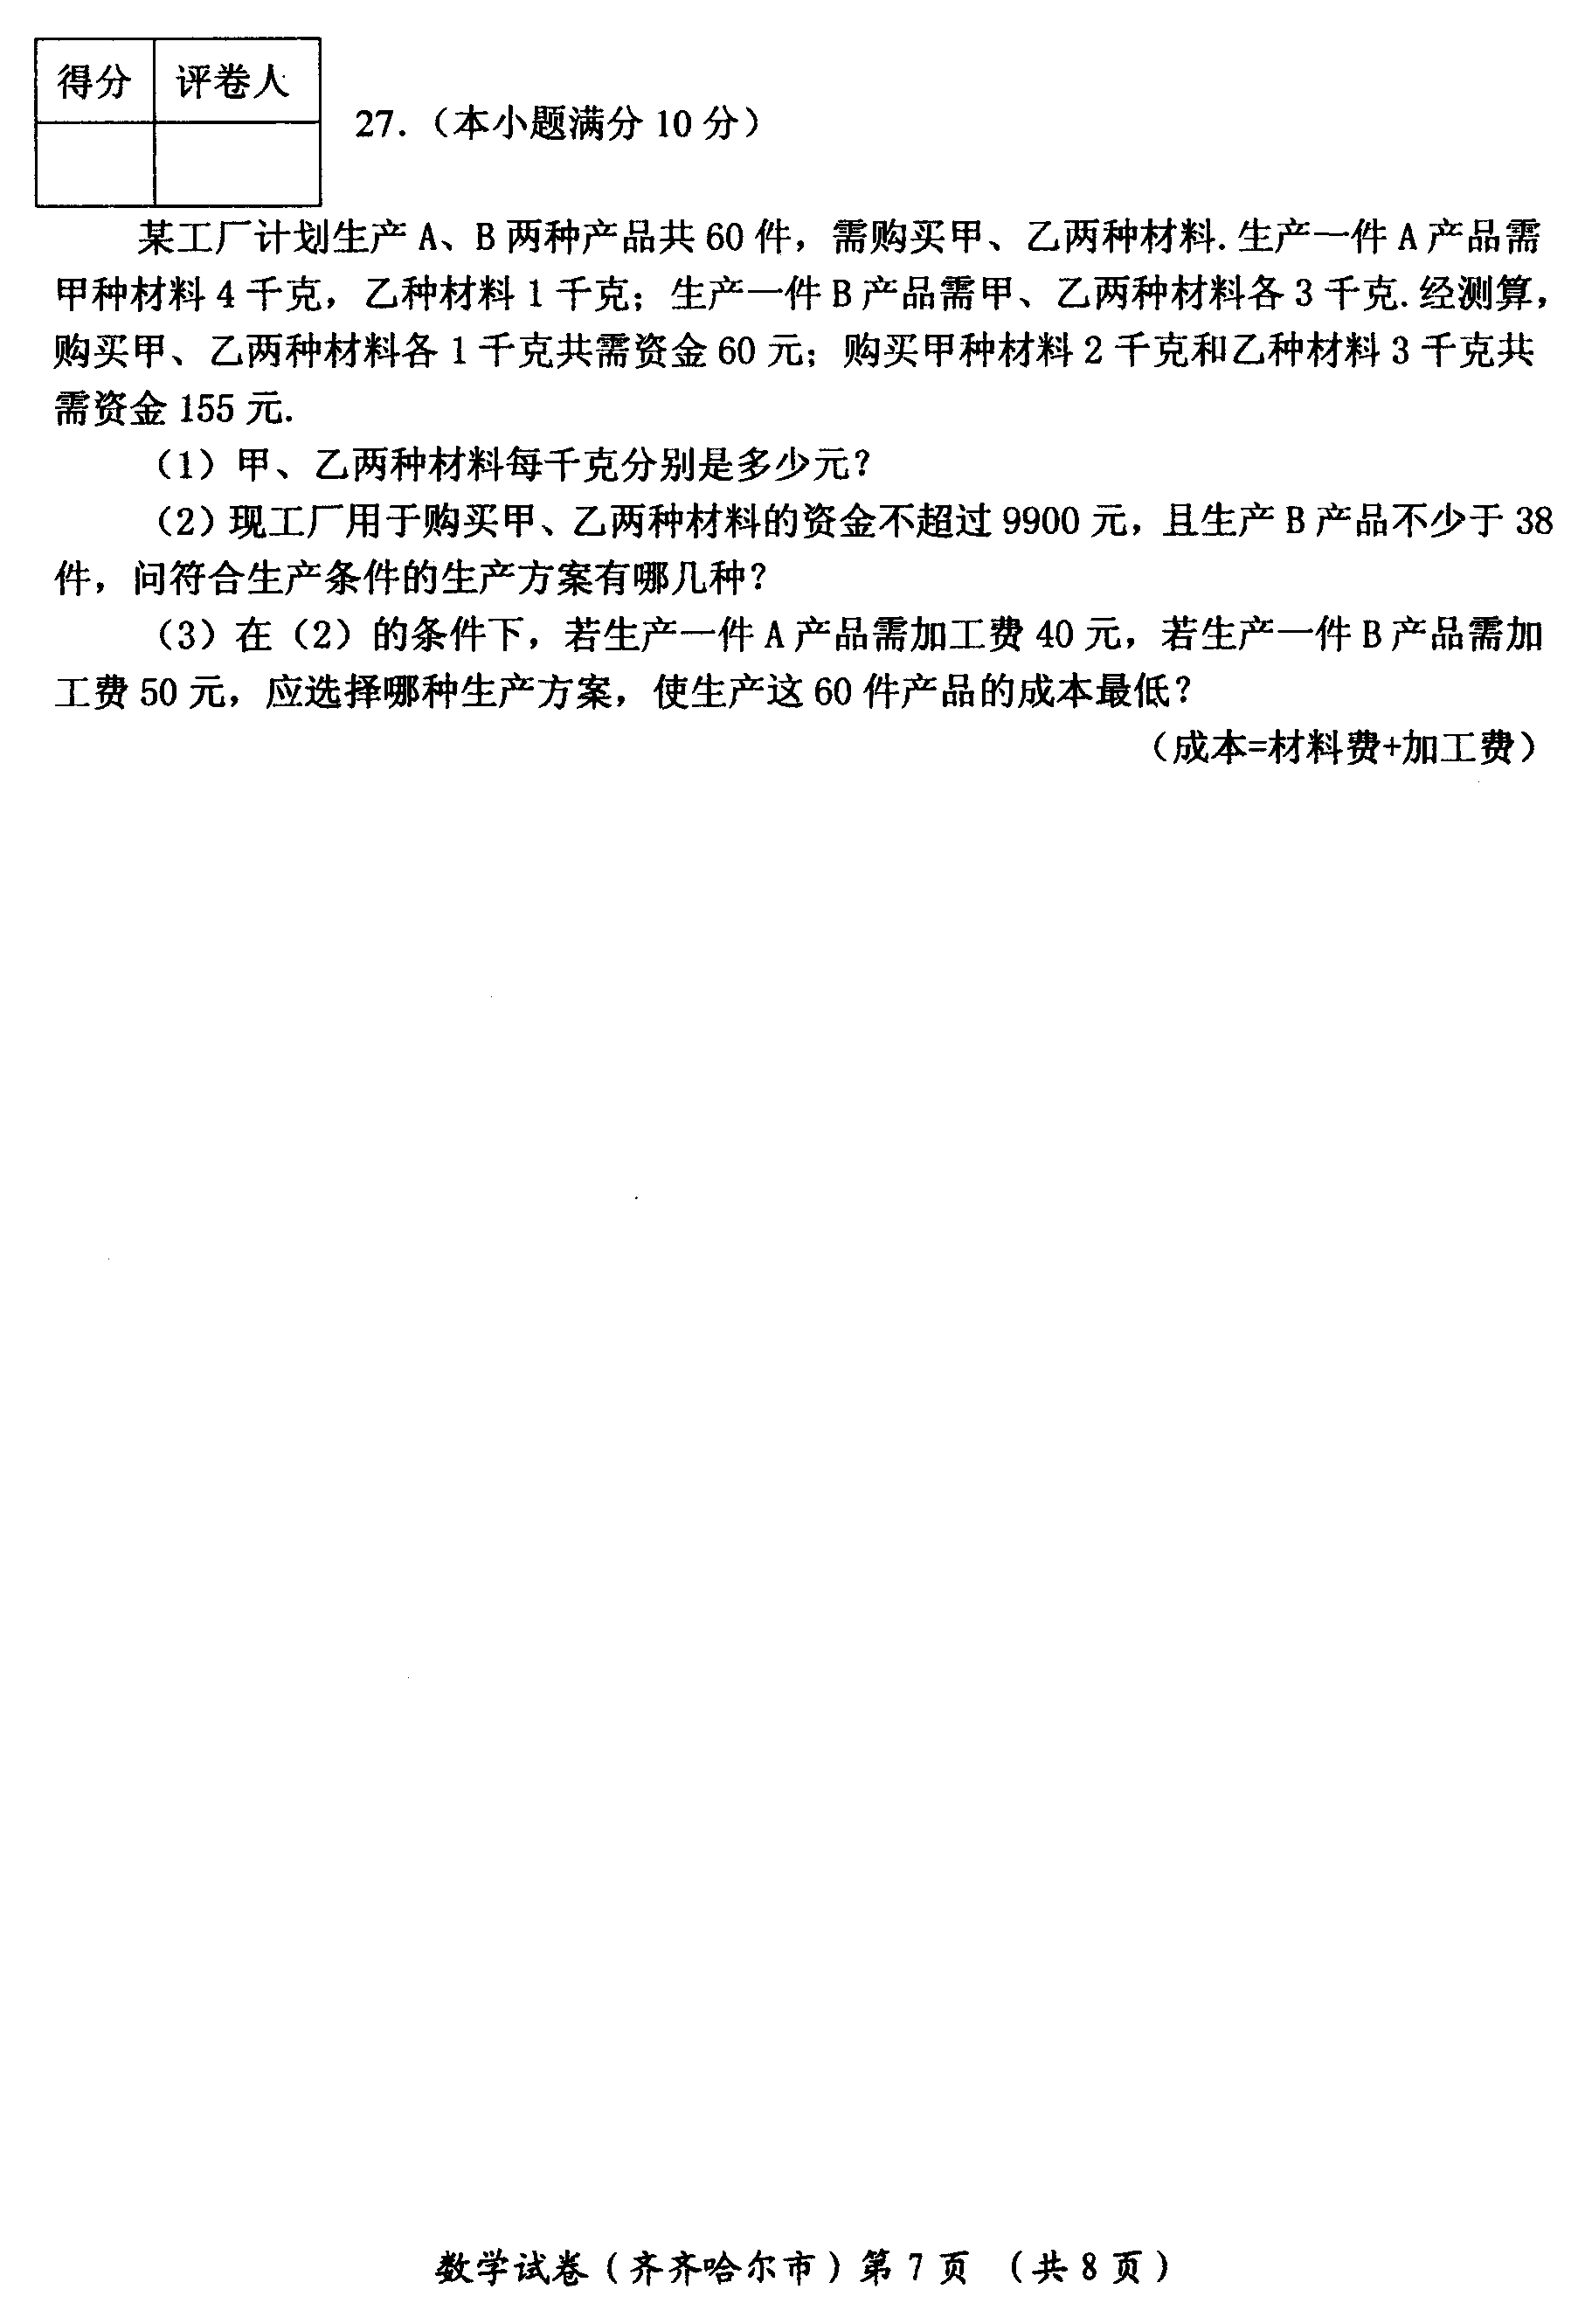 得分 评卷人
27.（本小题满分 10 分）
某工厂计划生产 A、B 两种产品共 60 件，需购买甲、乙两种材料. 生产一件 A 产品需
甲种材料 4 千克，乙种材料 1 千克；生产一件 B 产品需甲、乙两种材料各 3 千克. 经测算，
购买甲、乙两种材料各 1 千克共需资金 60 元；购买甲种材料 2 千克和乙种材料 3 千克共
需资金 155 元.
（1）甲、乙两种材料每千克分别是多少元？
（2）现工厂用于购买甲、乙两种材料的资金不超过 9900 元，且生产 B 产品不少于 38
件，问符合生产条件的生产方案有哪几种？
（3）在（2）的条件下，若生产一件 A 产品需加工费 40 元，若生产一件 B 产品需加
工费 50 元，应选择哪种生产方案，使生产这 60 件产品的成本最低？
（成本=材料费+加工费）
数学试卷（齐齐哈尔市）第 7 页 （共 8 页）